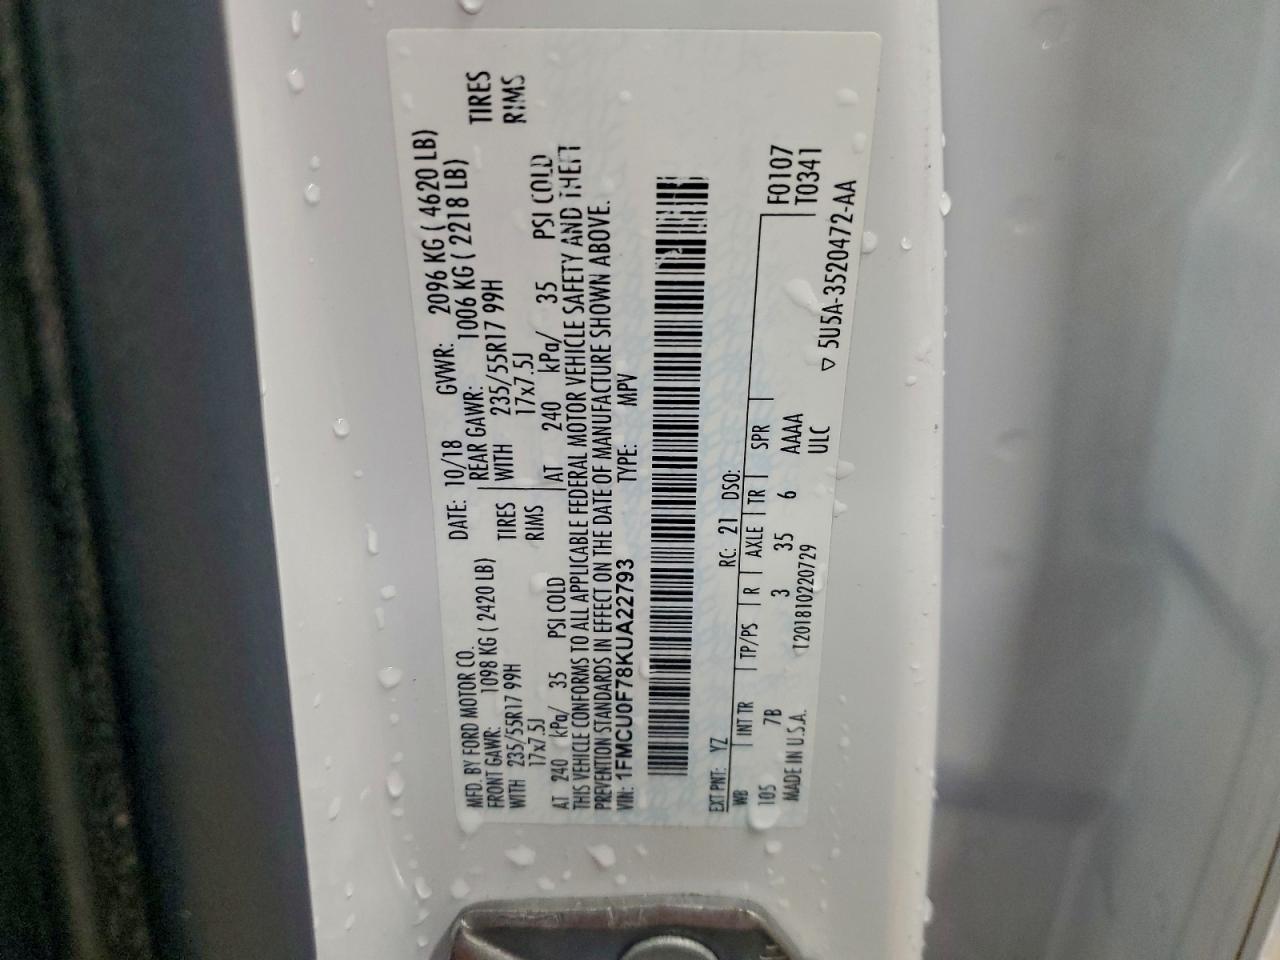 MFD. BY FORD MOTOR CO. DATE: 10/18 GVWR: 2096 KG ( 4620 LB)
FRONT GAWR: 1098 KG ( 2420 LB) REAR GAWR: 1006 KG ( 2218 LB)
WITH 235/55R17 99H TIRES WITH 235/55R17 99H TIRES
17x7.5J RIMS 17x7.5J RIMS
AT 240 kPa/ 35 PSI COLD AT 240 kPa/ 35 PSI COLD
THIS VEHICLE CONFORMS TO ALL APPLICABLE FEDERAL MOTOR VEHICLE SAFETY AND THEFT
PREVENTION STANDARDS IN EFFECT ON THE DATE OF MANUFACTURE SHOWN ABOVE.
VIN: 1FMCU0F78KUA22793 TYPE: MPV
EXT PNT: YZ RC: 21 DSO: F0107
WB INT TR TP/PS R AXLE TR SPR T0341
105 7B 3 35 6 AAAA
MADE IN U.S.A. T201810220729 ULC ▽ 5U5A-3520472-AA